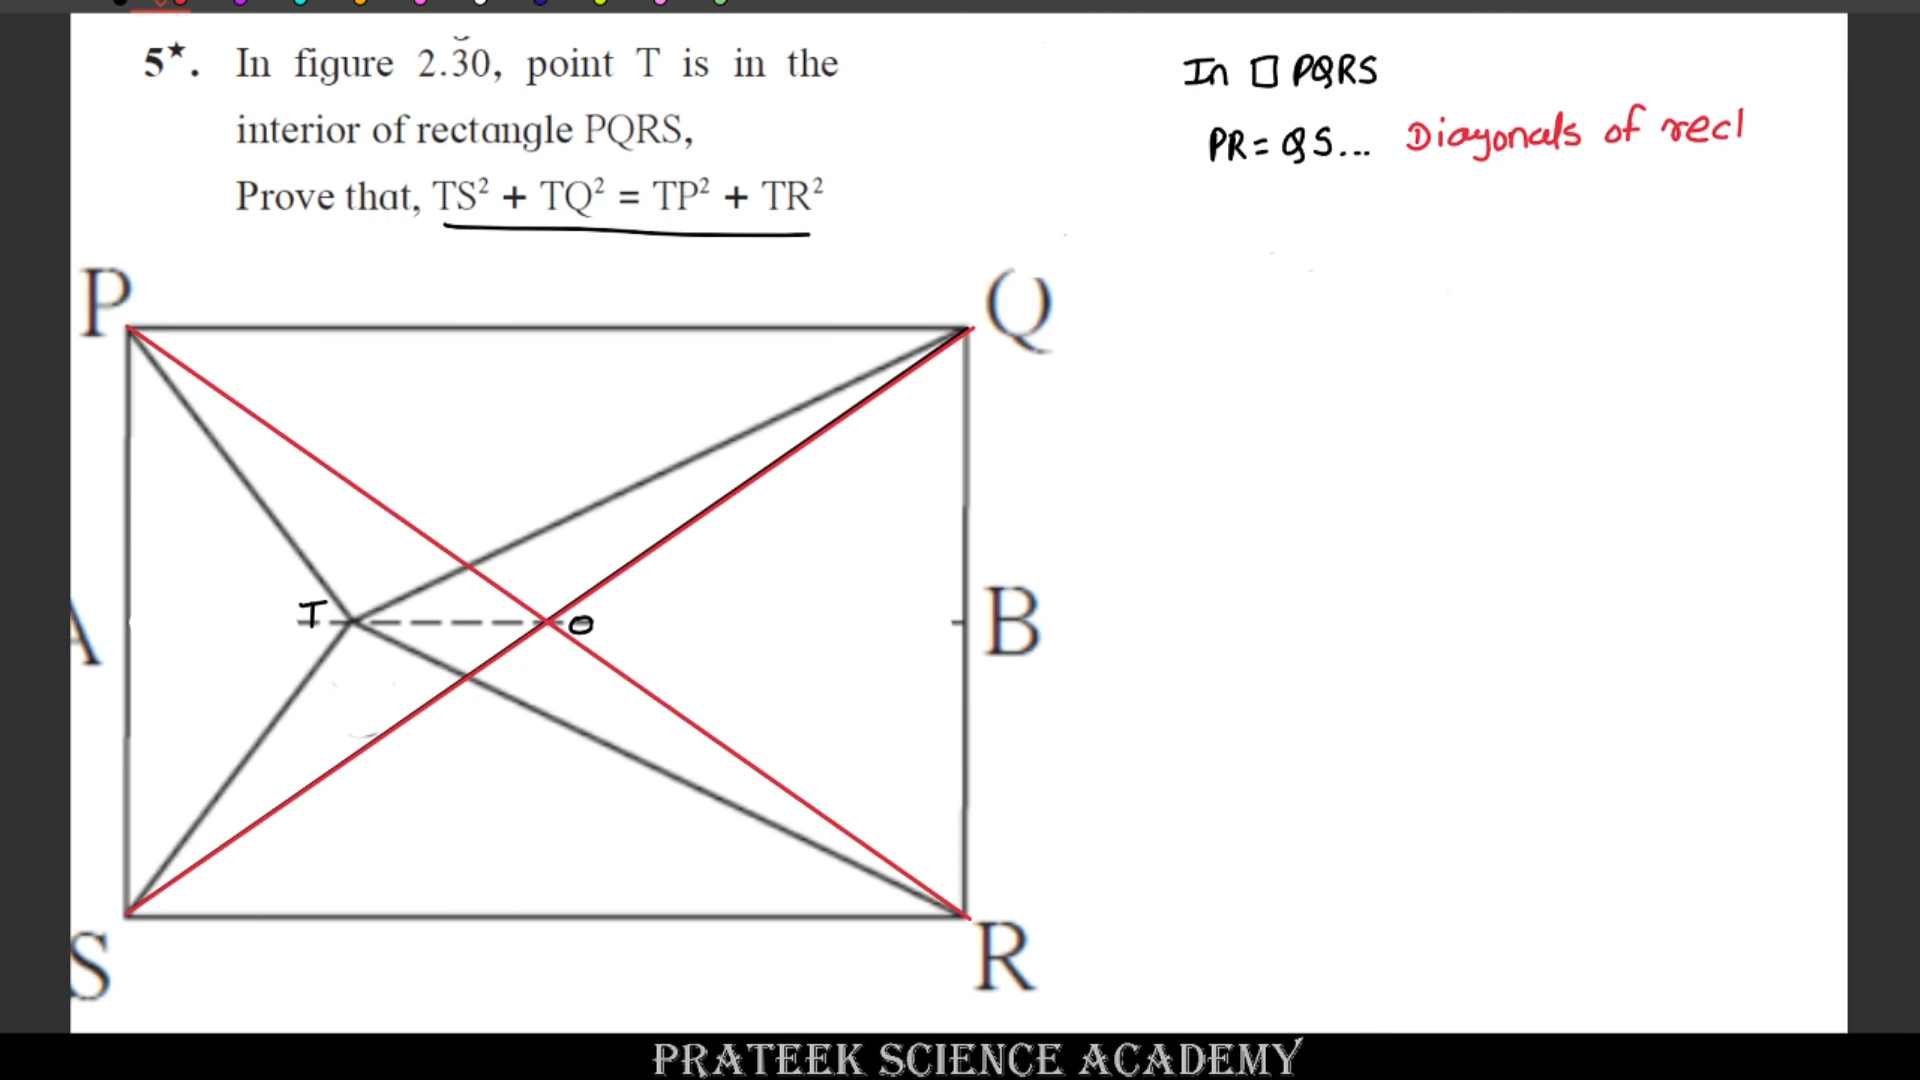 5★. In figure 2.30, point T is in the
interior of rectangle PQRS,
Prove that, TS² + TQ² = TP² + TR²
In □ PQRS
PR = QS... Diagonals of rect
P
Q
T
O
A
B
S
R
PRATEEK SCIENCE ACADEMY